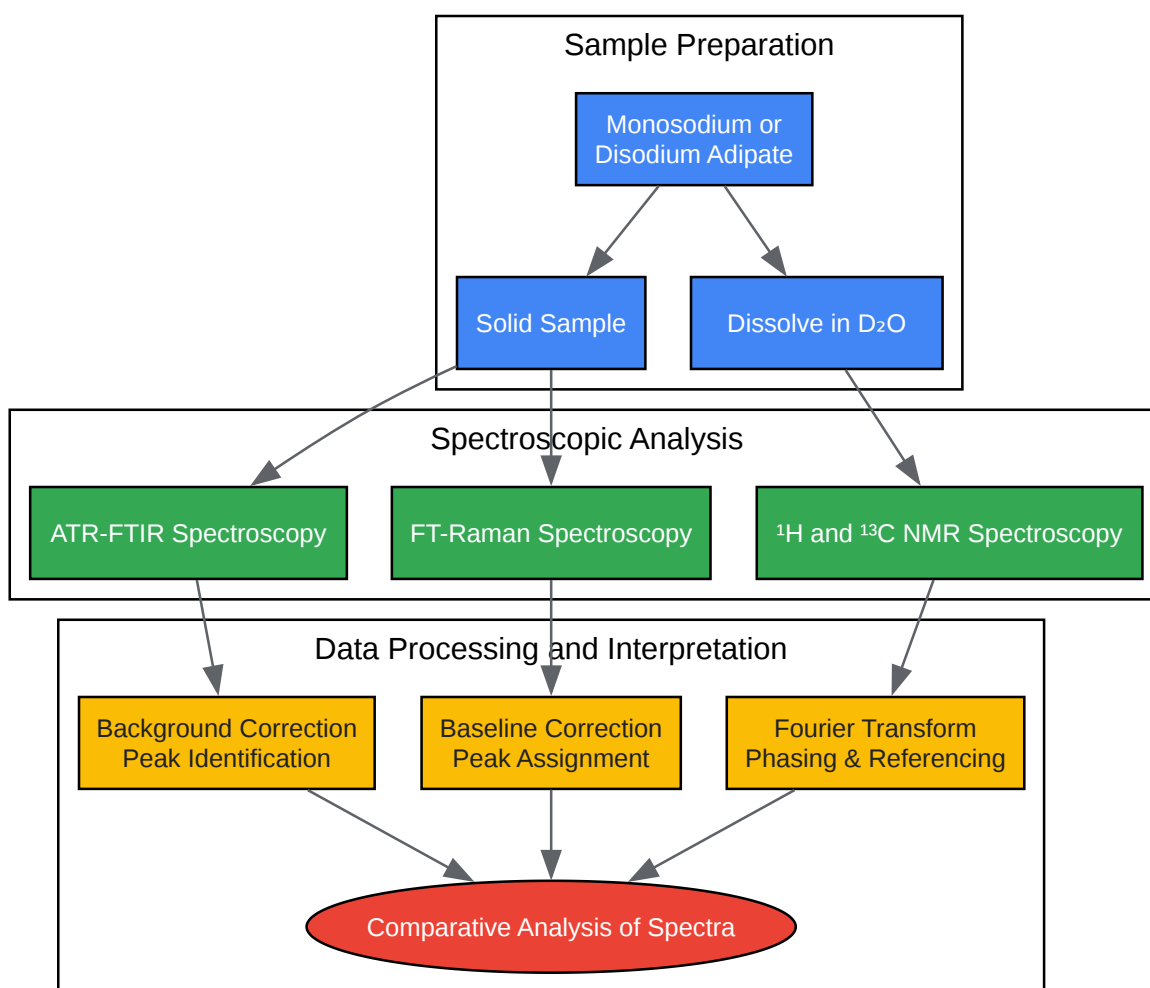 Sample Preparation
Monosodium or
Disodium Adipate
Solid Sample
Dissolve in D₂O
Spectroscopic Analysis
ATR-FTIR Spectroscopy
FT-Raman Spectroscopy
¹H and ¹³C NMR Spectroscopy
Data Processing and Interpretation
Background Correction
Peak Identification
Baseline Correction
Peak Assignment
Fourier Transform
Phasing & Referencing
Comparative Analysis of Spectra